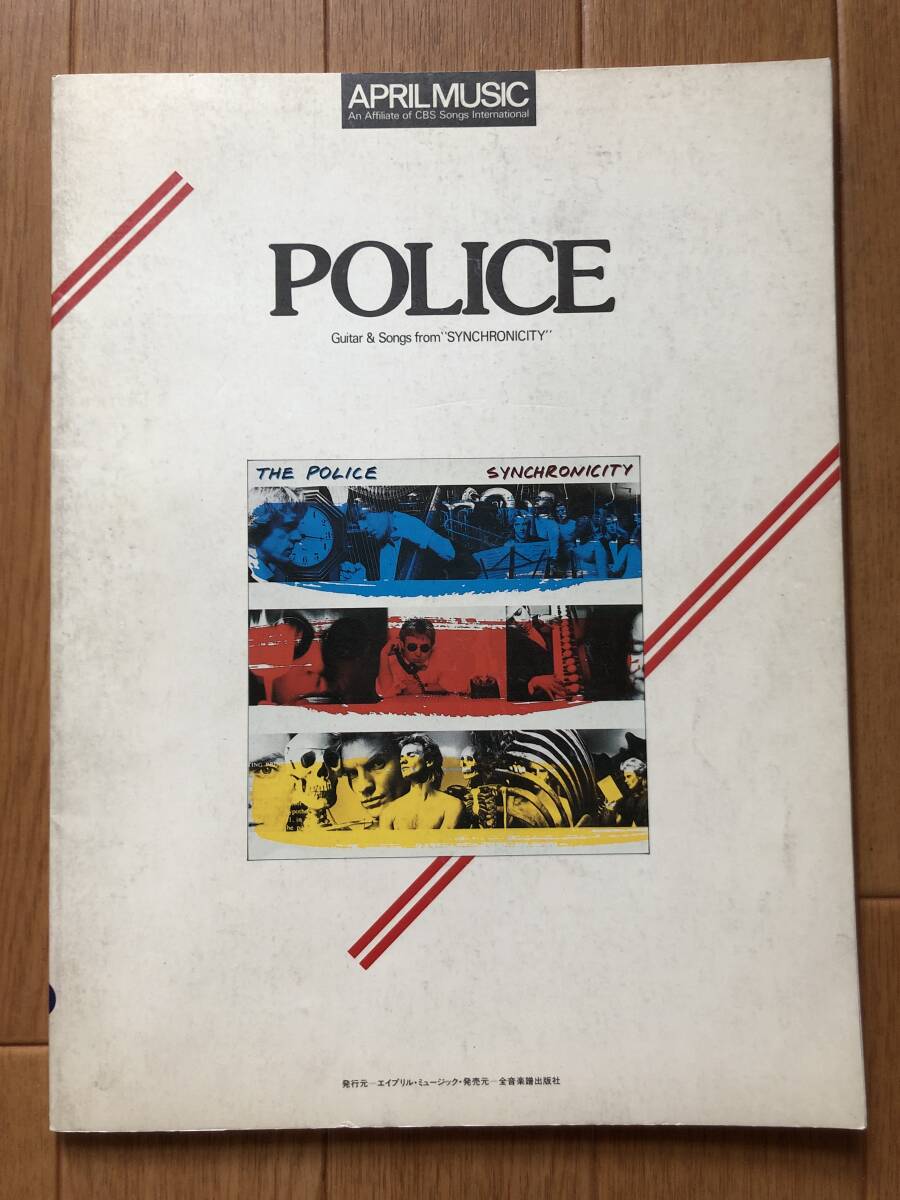 APRIL MUSIC
An Affiliate of CBS Songs International
POLICE
Guitar & Songs from "SYNCHRONICITY"
THE POLICE SYNCHRONICITY
発行元―エイプリル・ミュージック・発売元―全音楽譜出版社